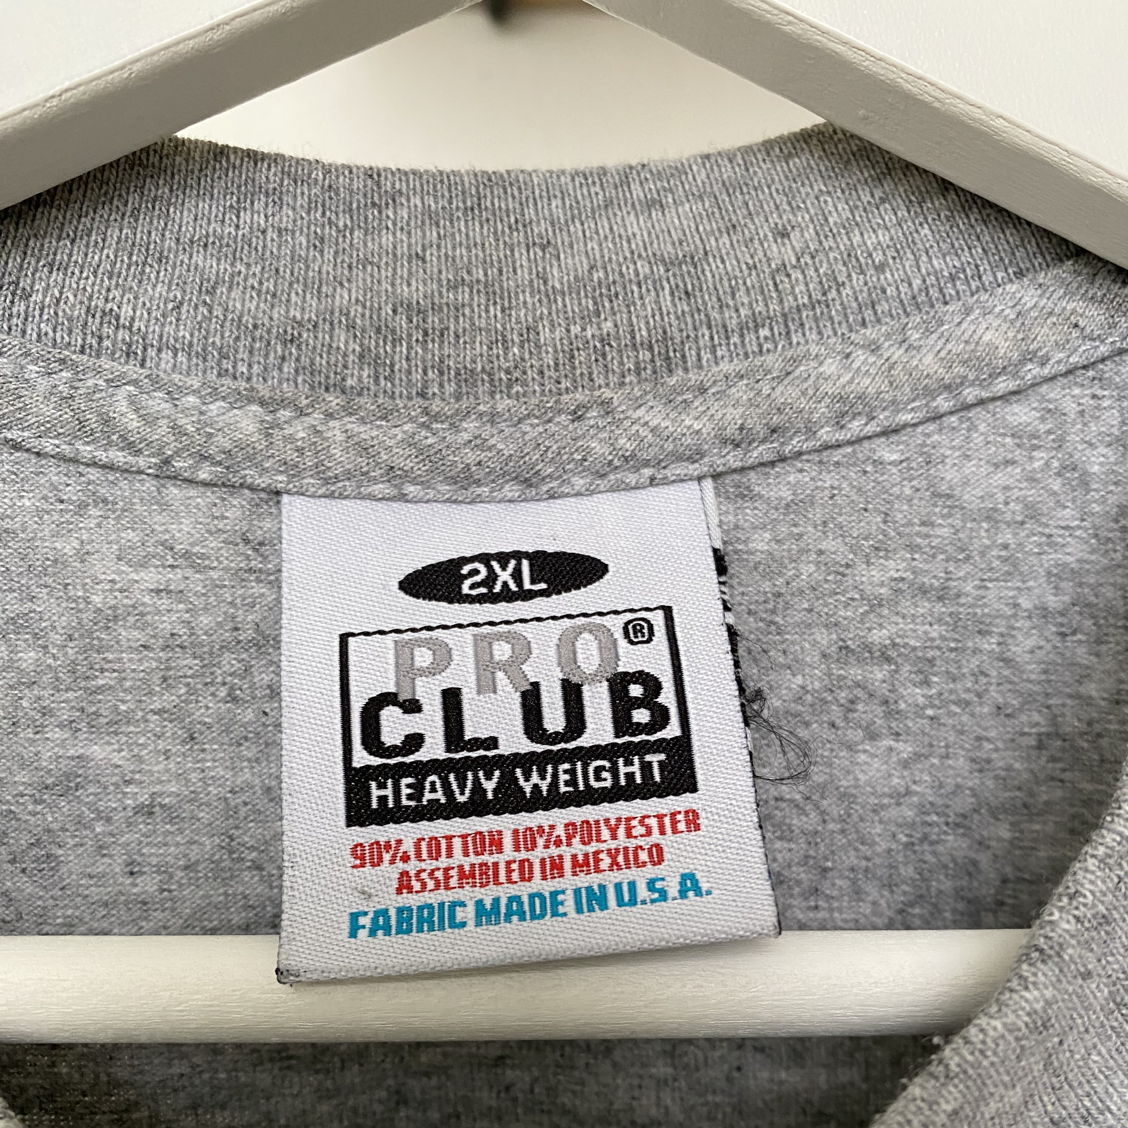 2XL
PRO®
CLUB
HEAVY WEIGHT
90% COTTON 10% POLYESTER
ASSEMBLED IN MEXICO
FABRIC MADE IN U.S.A.